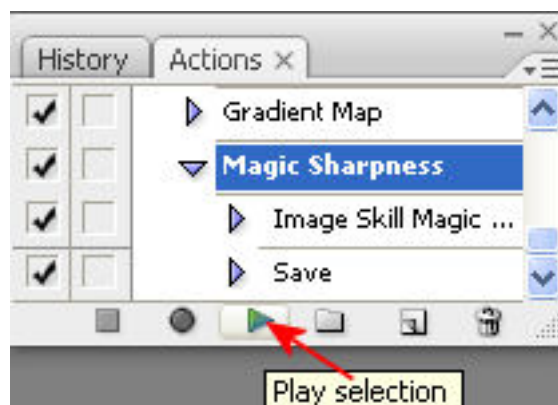 History Actions
Gradient Map
Magic Sharpness
Image Skill Magic ...
Save
Play selection